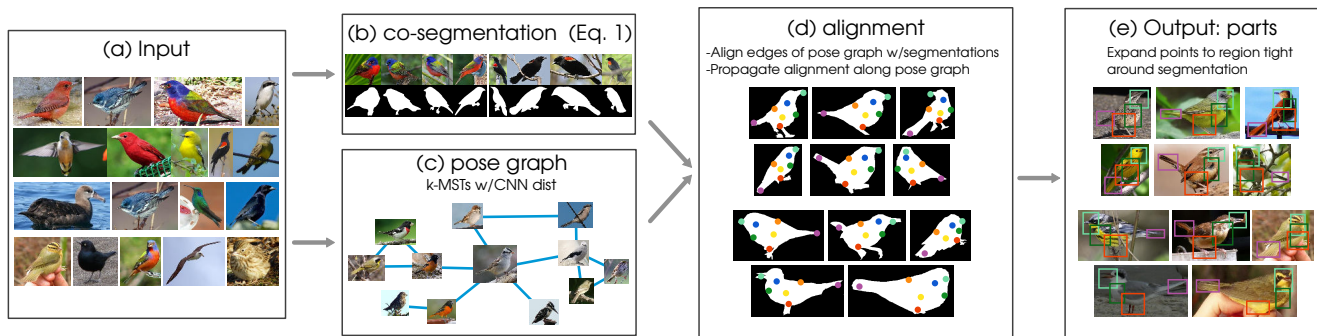 (a) Input
(b) co-segmentation (Eq. 1)
(c) pose graph
k-MSTs w/CNN dist
(d) alignment
-Align edges of pose graph w/segmentations
-Propagate alignment along pose graph
(e) Output: parts
Expand points to region tight
around segmentation